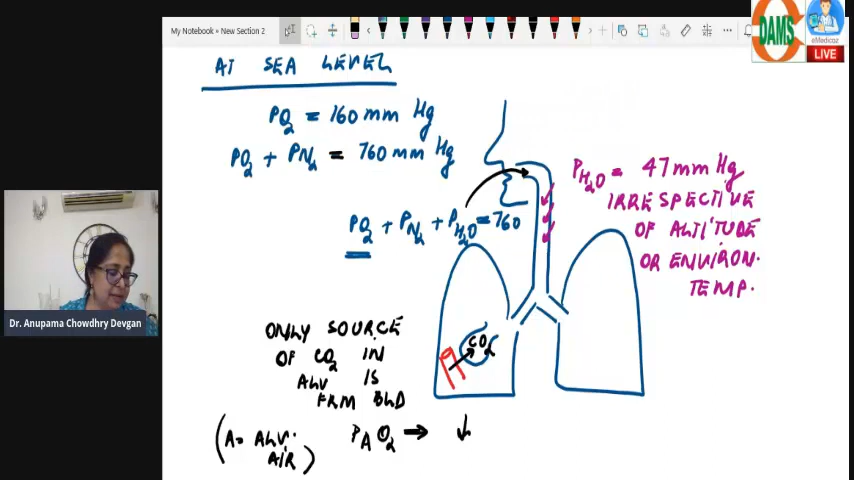 My Notebook » New Section 2
DAMS
eMedicoz
LIVE
AT SEA LEVEL
PO2 = 160 mm Hg
PO2 + PN2 = 760 mm Hg
PO2 + PN2 + PH2O = 760
PH2O = 47 mm Hg
IRRESPECTIVE
OF ALTITUDE
OR ENVIRON.
TEMP.
Dr. Anupama Chowdhry Devgan
ONLY SOURCE
OF CO2 IN
ALV IS
FRM BLD
CO2
(A= ALV.
AIR)
PAO2 → ↓